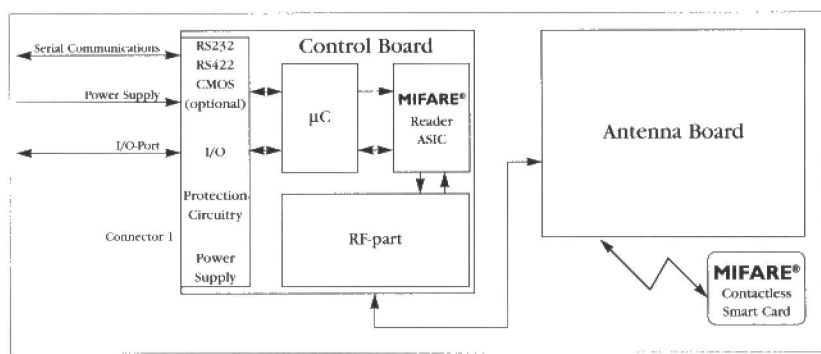 Serial Communications
Power Supply
I/O-Port
Connector 1
RS232
RS422
CMOS
(optional)
I/O
Protection
Circuitry
Power
Supply
Control Board
µC
MIFARE®
Reader
ASIC
RF-part
Antenna Board
MIFARE®
Contactless
Smart Card